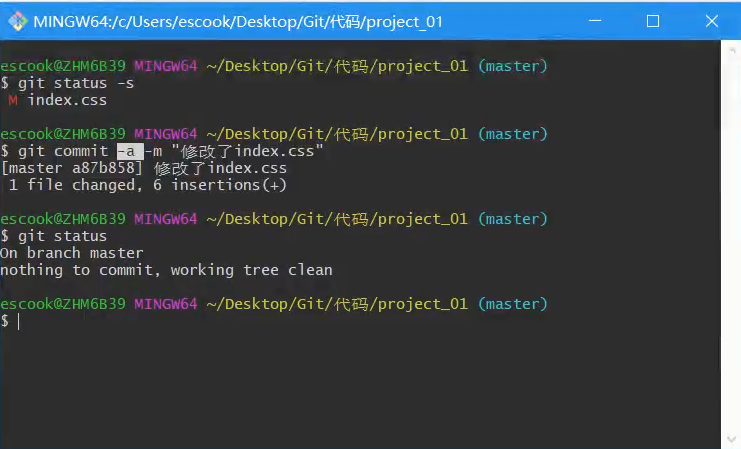 MINGW64:/c/Users/escook/Desktop/Git/代码/project_01
escook@ZHM6B39 MINGW64 ~/Desktop/Git/代码/project_01 (master)
$ git status -s
 M index.css
escook@ZHM6B39 MINGW64 ~/Desktop/Git/代码/project_01 (master)
$ git commit -a -m "修改了index.css"
[master a87b858] 修改了index.css
 1 file changed, 6 insertions(+)
escook@ZHM6B39 MINGW64 ~/Desktop/Git/代码/project_01 (master)
$ git status
On branch master
nothing to commit, working tree clean
escook@ZHM6B39 MINGW64 ~/Desktop/Git/代码/project_01 (master)
$